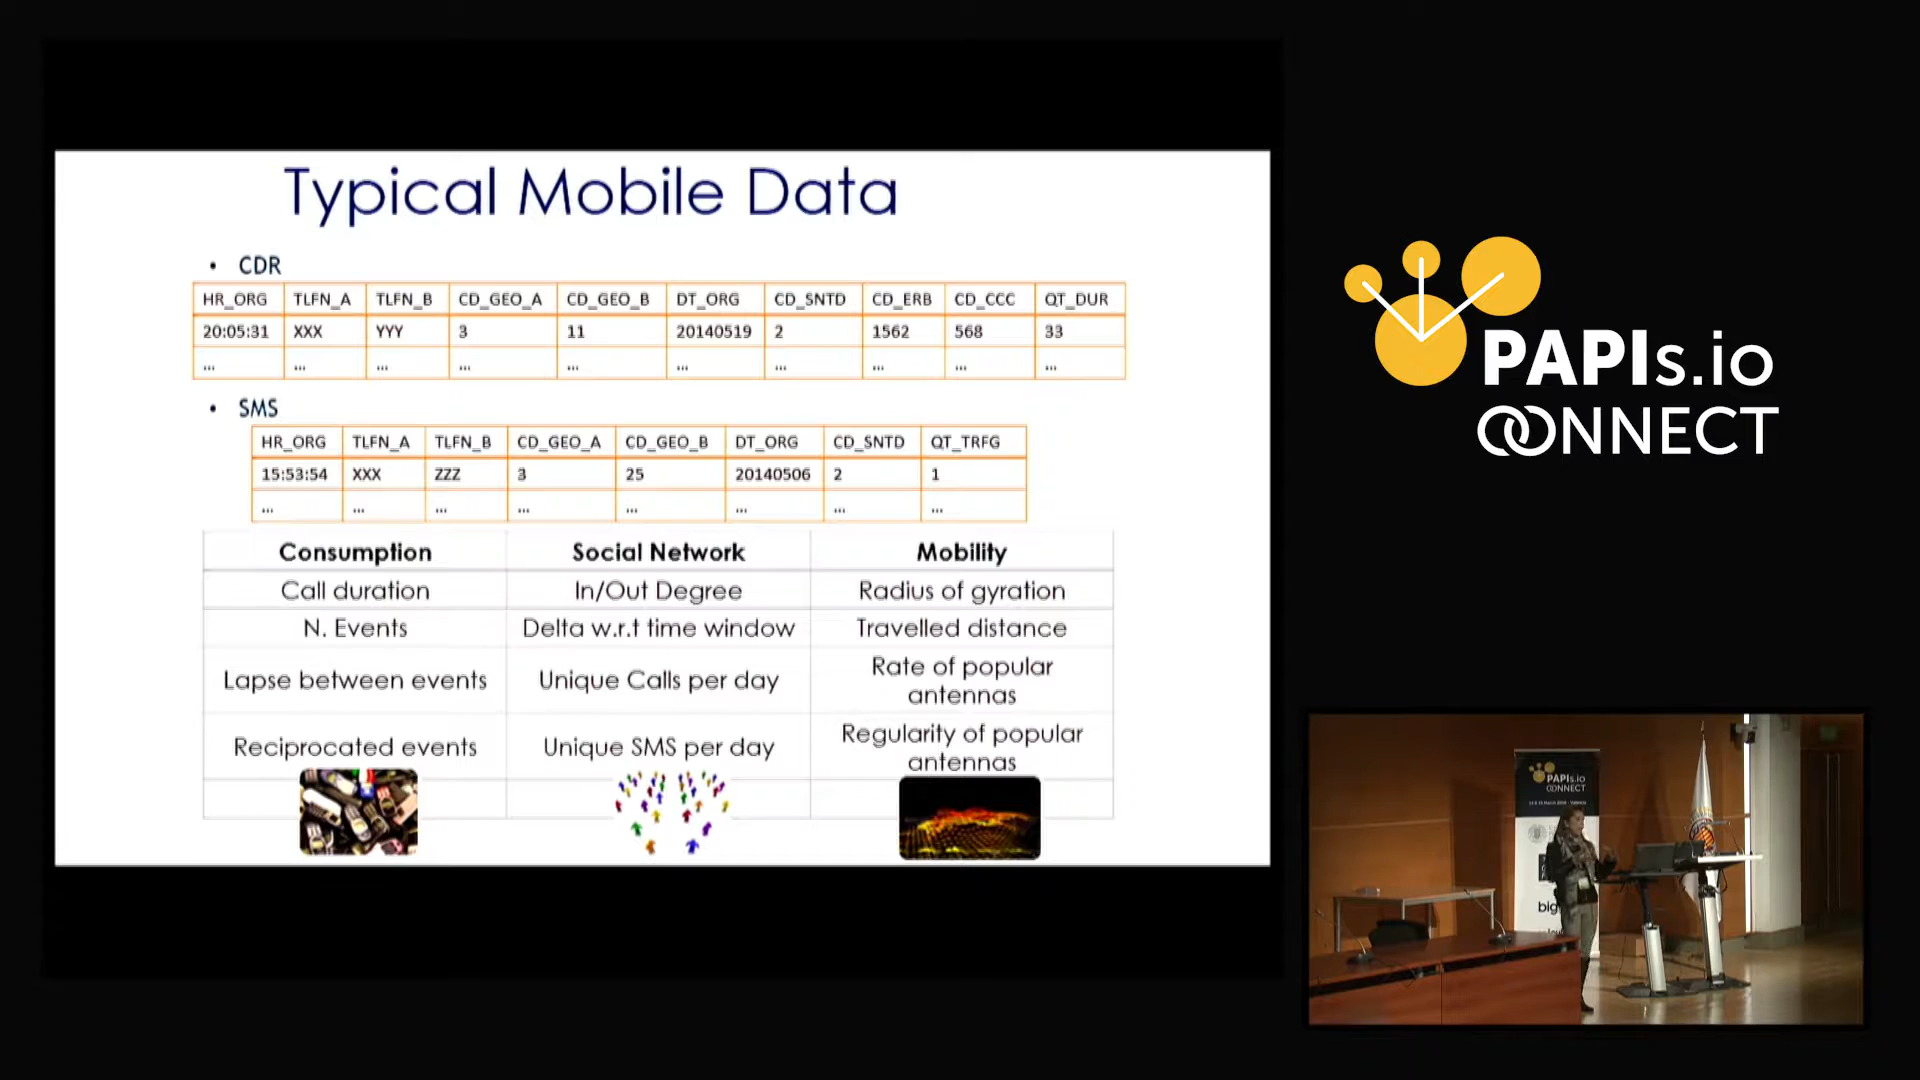 Typical Mobile Data
• CDR
HR_ORG TLFN_A TLFN_B CD_GEO_A CD_GEO_B DT_ORG CD_SNTD CD_ERB CD_CCC QT_DUR
20:05:31 XXX YYY 3 11 20140519 2 1562 568 33
... ... ... ... ... ... ... ... ... ...
• SMS
HR_ORG TLFN_A TLFN_B CD_GEO_A CD_GEO_B DT_ORG CD_SNTD QT_TRFG
15:53:54 XXX ZZZ 3 25 20140506 2 1
... ... ... ... ... ... ... ...
Consumption Social Network Mobility
Call duration In/Out Degree Radius of gyration
N. Events Delta w.r.t time window Travelled distance
Lapse between events Unique Calls per day Rate of popular antennas
Reciprocated events Unique SMS per day Regularity of popular antennas
PAPIs.io
CONNECT
PAPIs.io
CONNECT
big